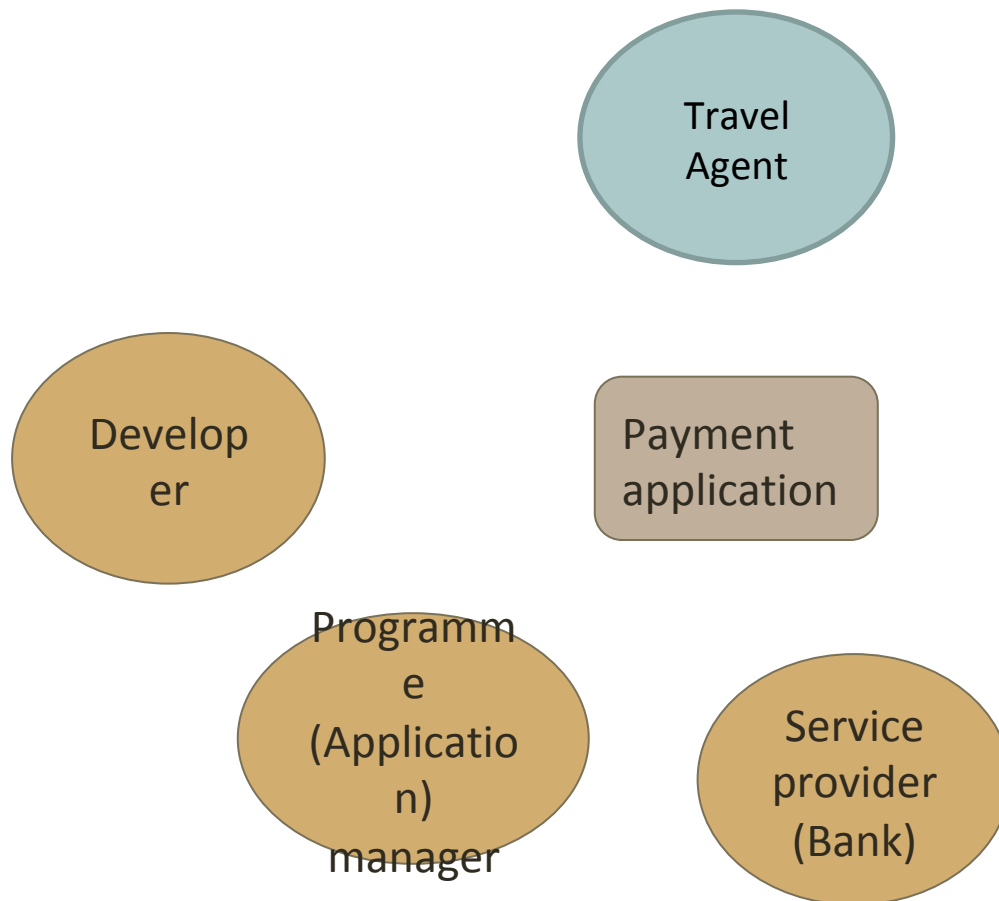 Travel
Agent
Develop
er
Payment
application
Programm
e
(Applicatio
n)
manager
Service
provider
(Bank)